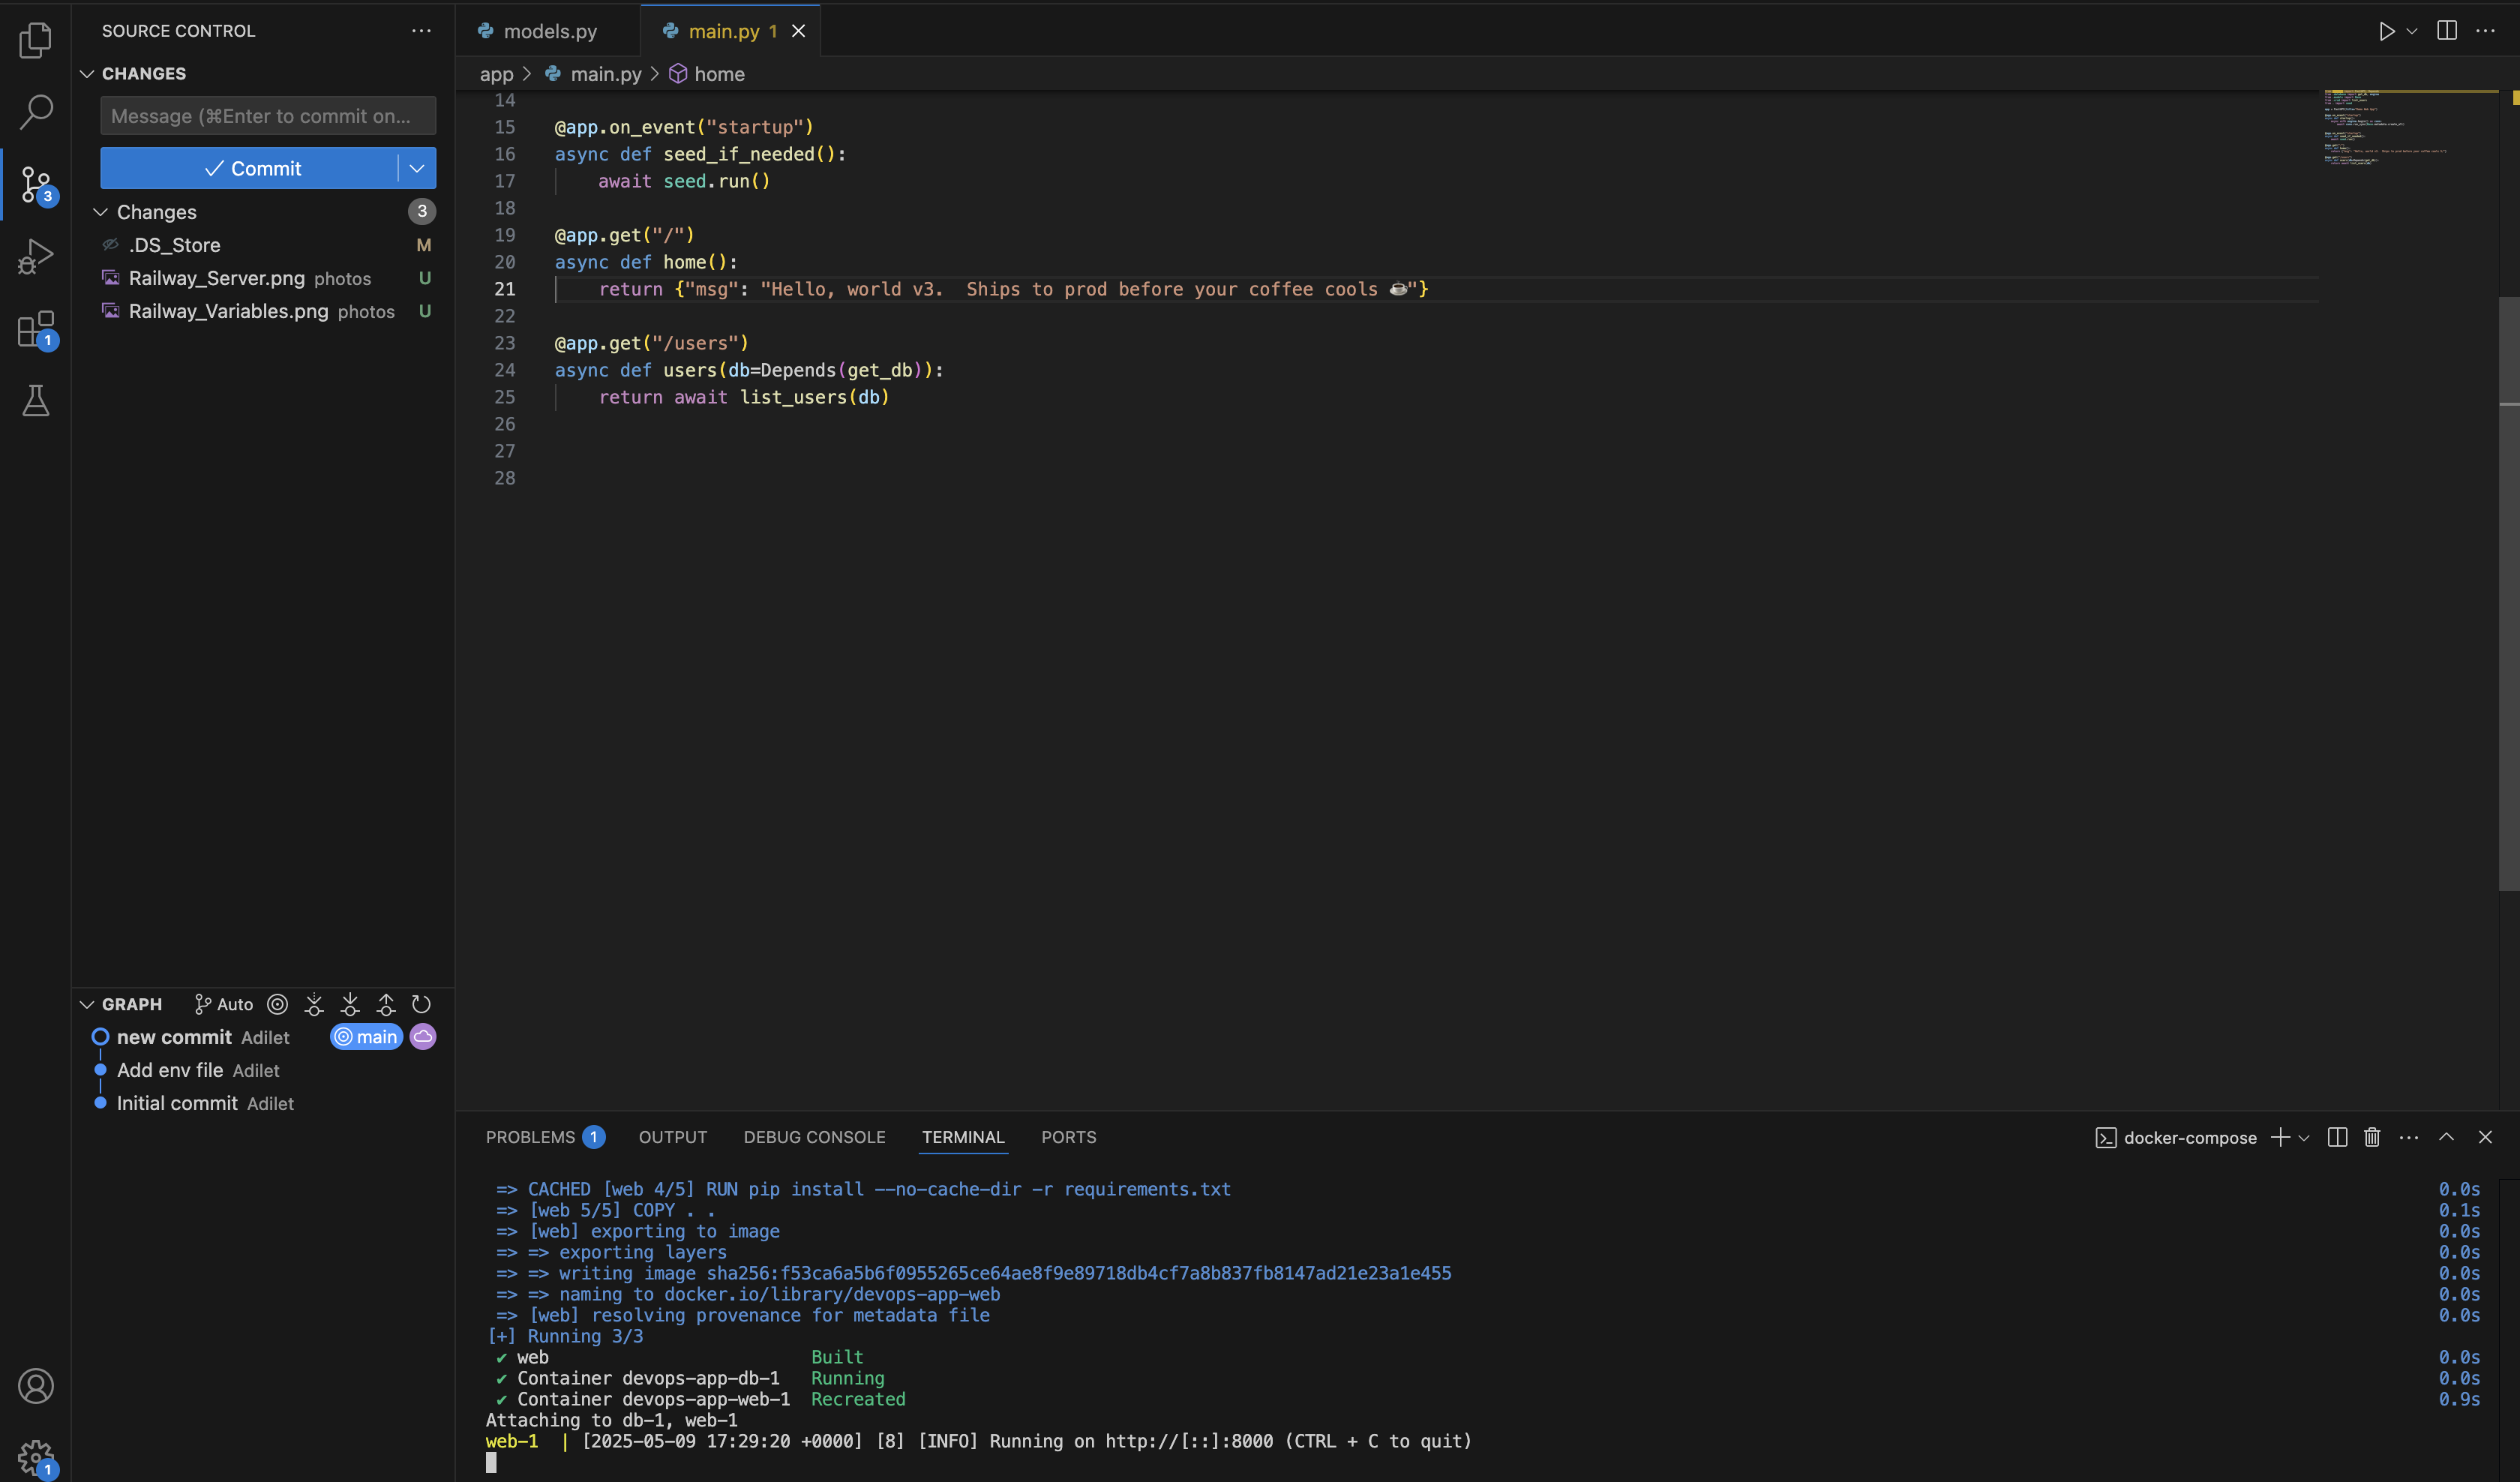 SOURCE CONTROL
CHANGES
Message (⌘Enter to commit on...
Commit
Changes 3
.DS_Store M
Railway_Server.png photos U
Railway_Variables.png photos U
3
1
GRAPH Auto
new commit Adilet main
Add env file Adilet
Initial commit Adilet
1
models.py
main.py 1
app > main.py > home
14
15 @app.on_event("startup")
16 async def seed_if_needed():
17     await seed.run()
18
19 @app.get("/")
20 async def home():
21     return {"msg": "Hello, world v3.  Ships to prod before your coffee cools ☕"}
22
23 @app.get("/users")
24 async def users(db=Depends(get_db)):
25     return await list_users(db)
26
27
28
PROBLEMS 1 OUTPUT DEBUG CONSOLE TERMINAL PORTS
docker-compose
=> CACHED [web 4/5] RUN pip install --no-cache-dir -r requirements.txt 0.0s
=> [web 5/5] COPY . . 0.1s
=> [web] exporting to image 0.0s
=> => exporting layers 0.0s
=> => writing image sha256:f53ca6a5b6f0955265ce64ae8f9e89718db4cf7a8b837fb8147ad21e23a1e455 0.0s
=> => naming to docker.io/library/devops-app-web 0.0s
=> [web] resolving provenance for metadata file 0.0s
[+] Running 3/3
✔ web Built 0.0s
✔ Container devops-app-db-1 Running 0.0s
✔ Container devops-app-web-1 Recreated 0.9s
Attaching to db-1, web-1
web-1  | [2025-05-09 17:29:20 +0000] [8] [INFO] Running on http://[::]:8000 (CTRL + C to quit)